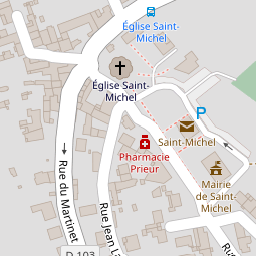 Église Saint-
Michel
Église Saint-
Michel
P
Saint-Michel
Pharmacie
Prieur
Mairie
de Saint-
Michel
Rue du Martinet
Rue Jean
D 103
Rue